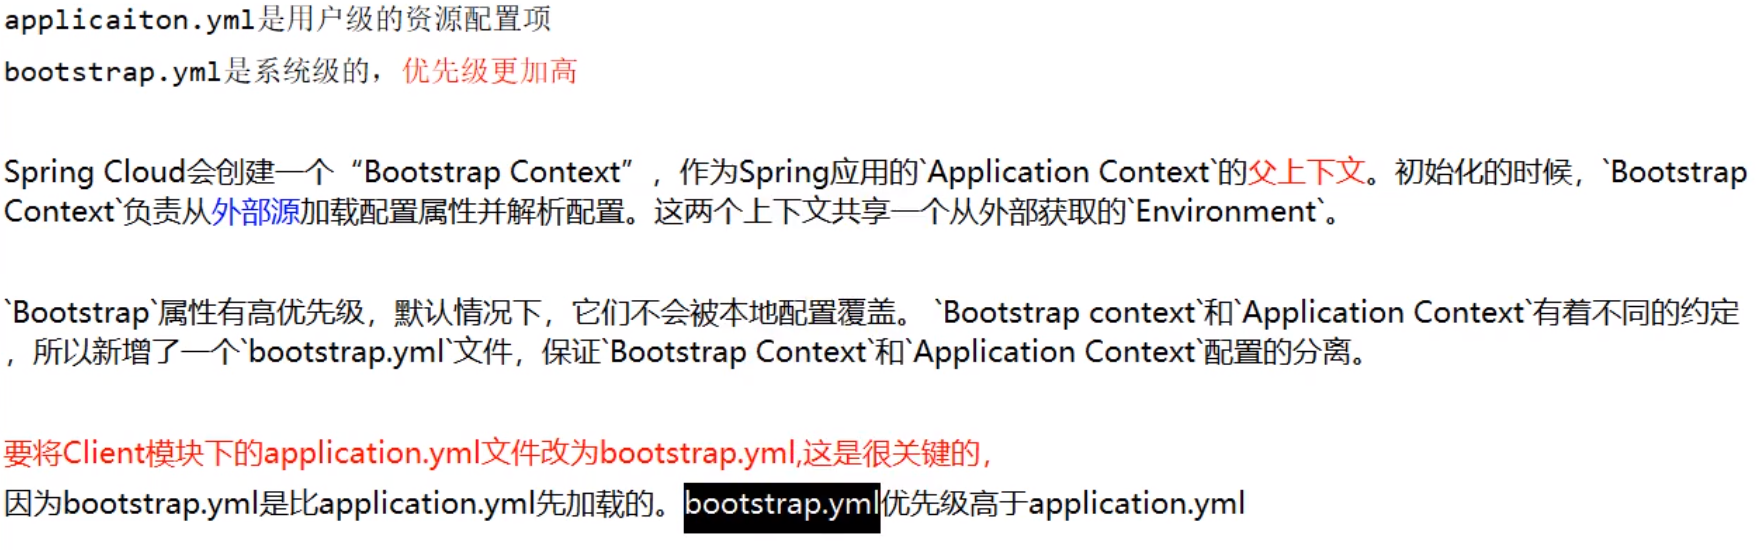 applicaiton.yml是用户级的资源配置项
bootstrap.yml是系统级的，优先级更加高
Spring Cloud会创建一个“Bootstrap Context”，作为Spring应用的`Application Context`的父上下文。初始化的时候，`Bootstrap
Context`负责从外部源加载配置属性并解析配置。这两个上下文共享一个从外部获取的`Environment`。
`Bootstrap`属性有高优先级，默认情况下，它们不会被本地配置覆盖。 `Bootstrap context`和`Application Context`有着不同的约定
，所以新增了一个`bootstrap.yml`文件，保证`Bootstrap Context`和`Application Context`配置的分离。
要将Client模块下的application.yml文件改为bootstrap.yml,这是很关键的，
因为bootstrap.yml是比application.yml先加载的。bootstrap.yml优先级高于application.yml